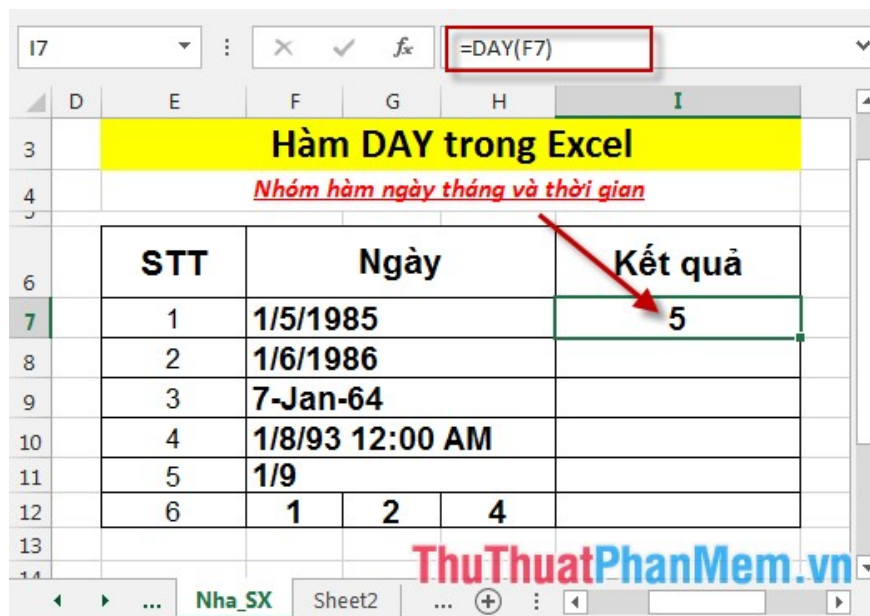 I7 fx =DAY(F7)
D E F G H I
3 Hàm DAY trong Excel
4 Nhóm hàm ngày tháng và thời gian
5
6 STT Ngày Kết quả
7 1 1/5/1985 5
8 2 1/6/1986
9 3 7-Jan-64
10 4 1/8/93 12:00 AM
11 5 1/9
12 6 1 2 4
13
14
ThuThuatPhanMem.vn
... Nha_SX Sheet2 ...